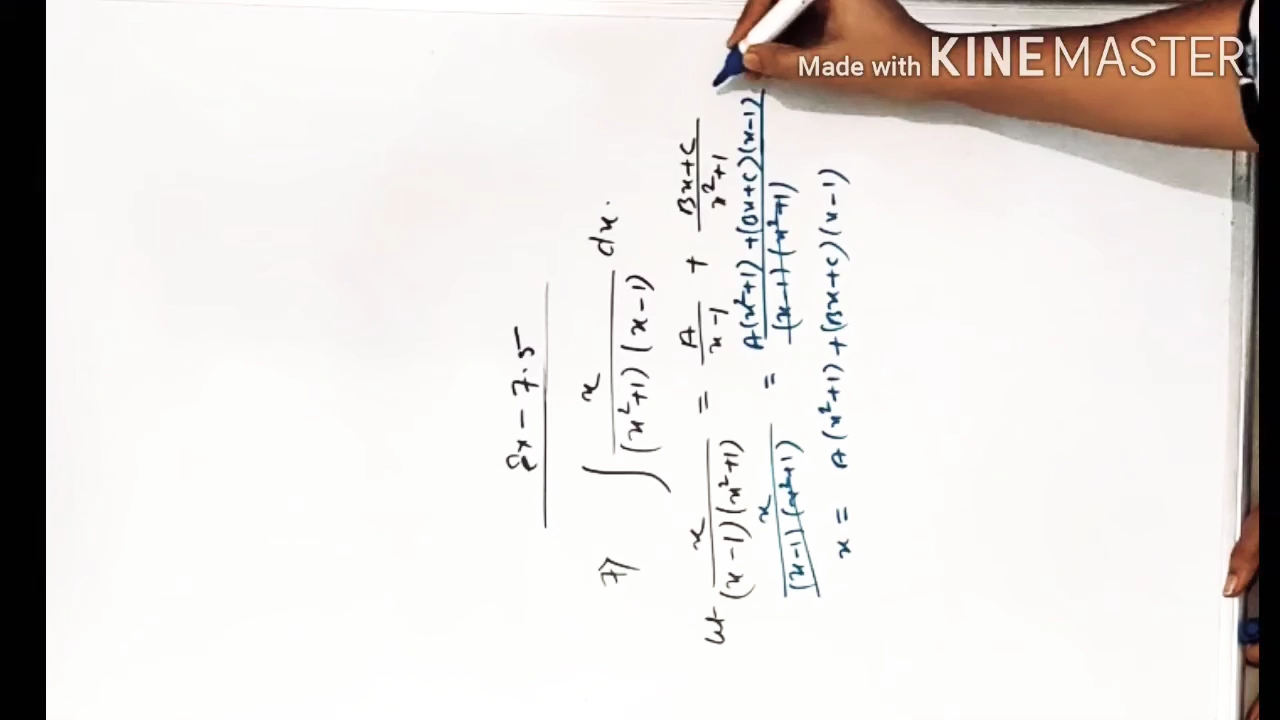 Ex – 7.5
7) ∫ x / (x²+1)(x–1) dx.
let x / (x–1)(x²+1) = A / x–1 + Bx+C / x²+1
x / (x–1)(x²+1) = A(x²+1)+(Bx+C)(x–1) / (x–1)(x²+1)
x = A(x²+1)+(Bx+C)(x–1)
Made with KINEMASTER